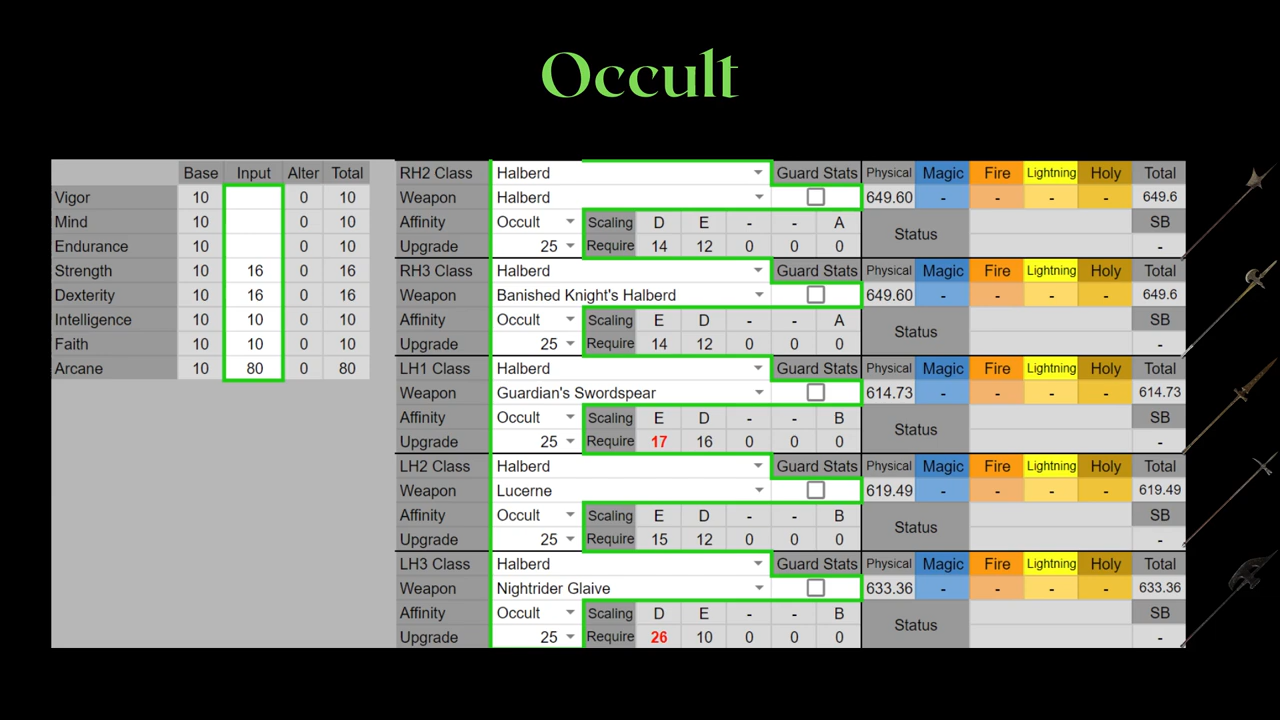 Occult
Base Input Alter Total
Vigor 10 0 10
Mind 10 0 10
Endurance 10 0 10
Strength 10 16 0 16
Dexterity 10 16 0 16
Intelligence 10 10 0 10
Faith 10 10 0 10
Arcane 10 80 0 80
RH2 Class Halberd Guard Stats Physical Magic Fire Lightning Holy Total
Weapon Halberd 649.60 - - - - 649.6
Affinity Occult Scaling D E - - A Status SB
Upgrade 25 Require 14 12 0 0 0 -
RH3 Class Halberd Guard Stats Physical Magic Fire Lightning Holy Total
Weapon Banished Knight's Halberd 649.60 - - - - 649.6
Affinity Occult Scaling E D - - A Status SB
Upgrade 25 Require 14 12 0 0 0 -
LH1 Class Halberd Guard Stats Physical Magic Fire Lightning Holy Total
Weapon Guardian's Swordspear 614.73 - - - - 614.73
Affinity Occult Scaling E D - - B Status SB
Upgrade 25 Require 17 16 0 0 0 -
LH2 Class Halberd Guard Stats Physical Magic Fire Lightning Holy Total
Weapon Lucerne 619.49 - - - - 619.49
Affinity Occult Scaling E D - - B Status SB
Upgrade 25 Require 15 12 0 0 0 -
LH3 Class Halberd Guard Stats Physical Magic Fire Lightning Holy Total
Weapon Nightrider Glaive 633.36 - - - - 633.36
Affinity Occult Scaling D E - - B Status SB
Upgrade 25 Require 26 10 0 0 0 -